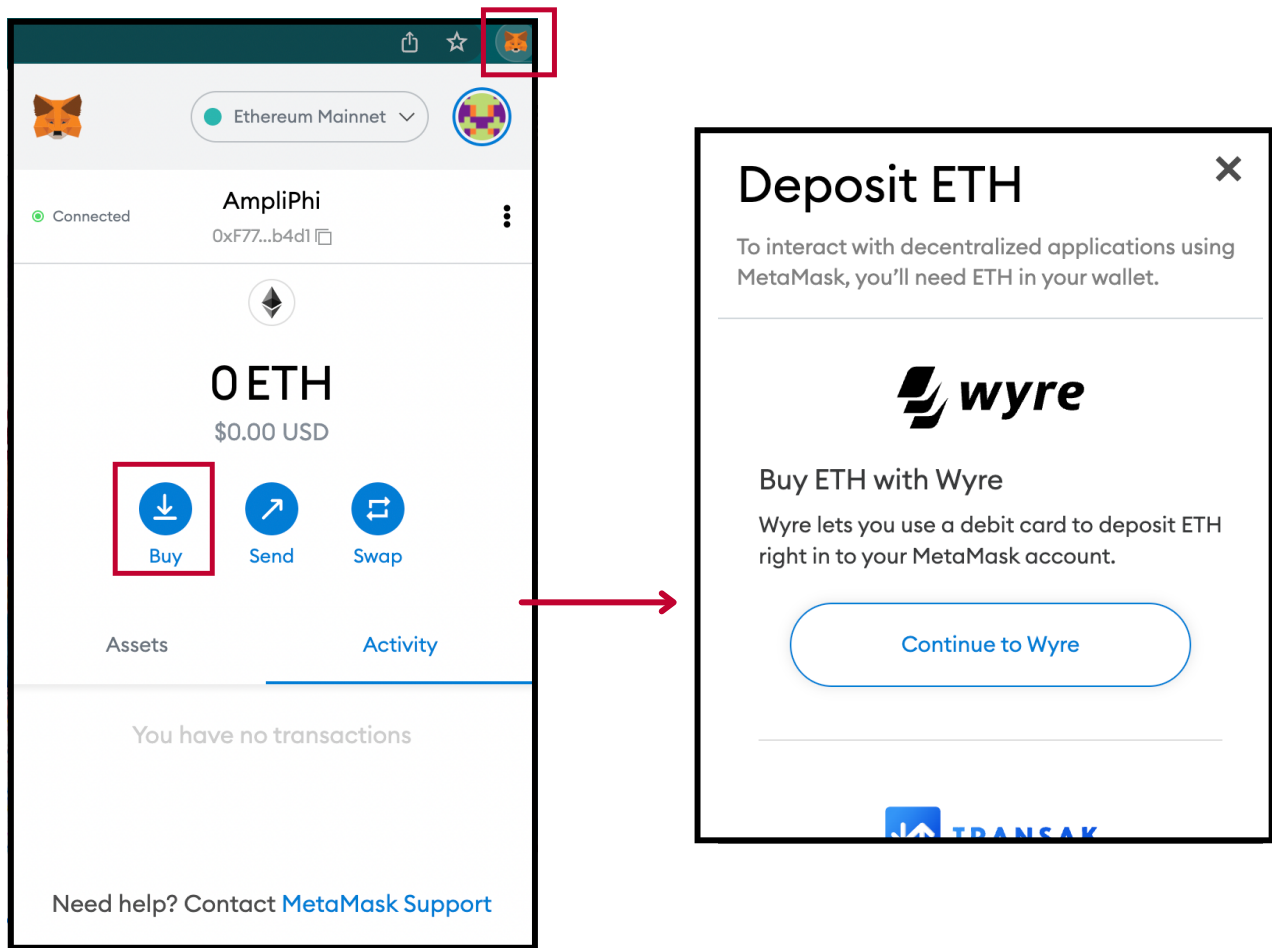 Ethereum Mainnet
Connected
AmpliPhi
0xF77...b4d1
0 ETH
$0.00 USD
Buy Send Swap
Assets Activity
You have no transactions
Need help? Contact MetaMask Support
Deposit ETH
To interact with decentralized applications using
MetaMask, you’ll need ETH in your wallet.
wyre
Buy ETH with Wyre
Wyre lets you use a debit card to deposit ETH
right in to your MetaMask account.
Continue to Wyre
TRANSAK